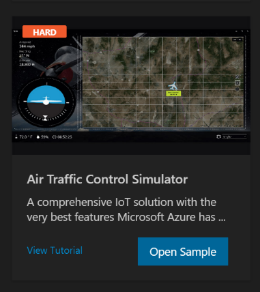 HARD
Air Traffic Control Simulator
A comprehensive IoT solution with the
very best features Microsoft Azure has ...
View Tutorial
Open Sample